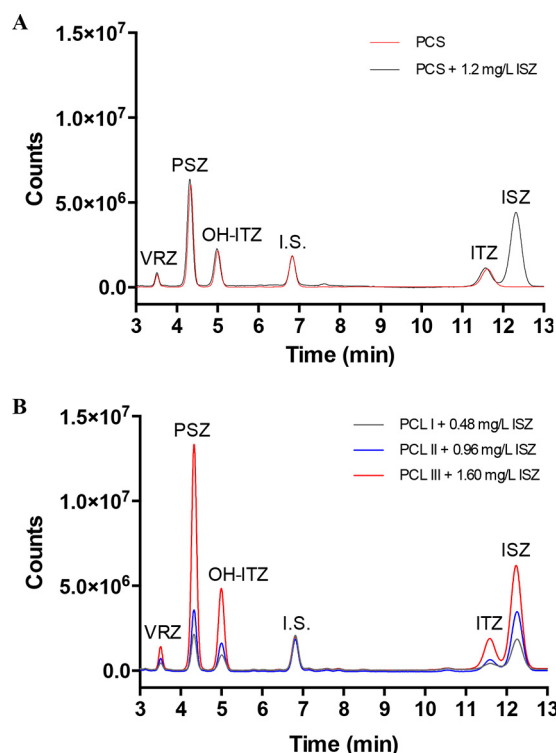 A
1.5×10⁷
1.0×10⁷
5.0×10⁶
0.0
Counts
PCS
PCS + 1.2 mg/L ISZ
VRZ
PSZ
OH-ITZ
I.S.
ITZ
ISZ
3 4 5 6 7 8 9 10 11 12 13
Time (min)
B
1.5×10⁷
1.0×10⁷
5.0×10⁶
0.0
Counts
PCL I + 0.48 mg/L ISZ
PCL II + 0.96 mg/L ISZ
PCL III + 1.60 mg/L ISZ
VRZ
PSZ
OH-ITZ
I.S.
ITZ
ISZ
3 4 5 6 7 8 9 10 11 12 13
Time (min)